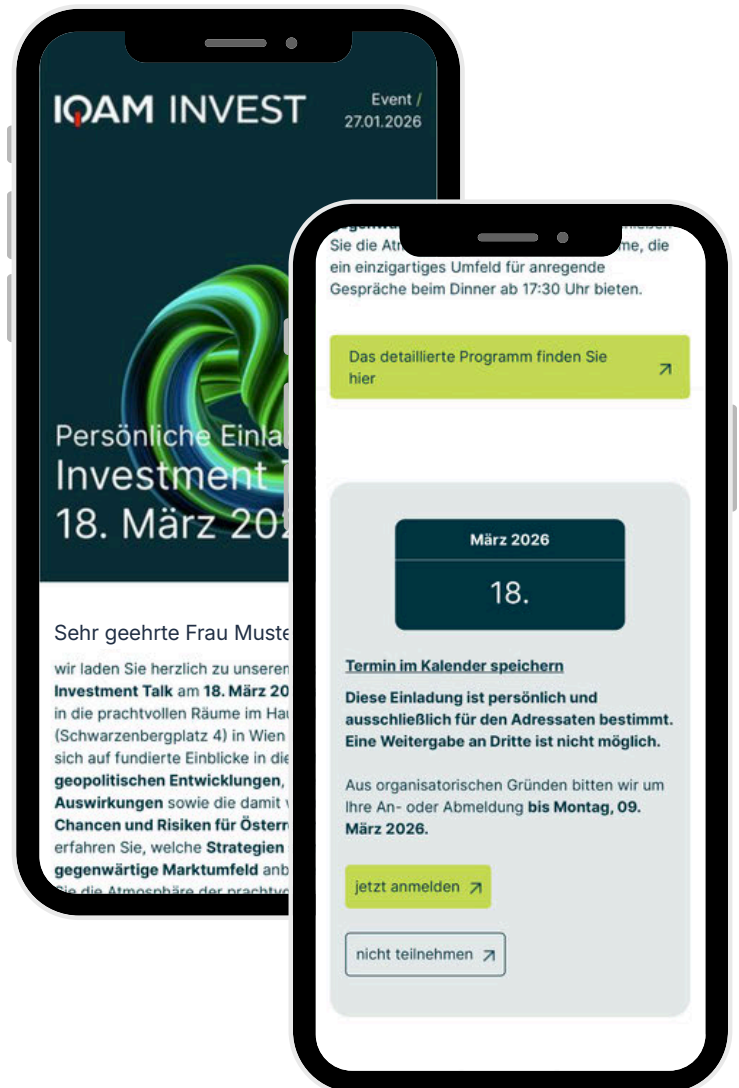 IQAM INVEST
Event /
27.01.2026
Persönliche Einla
Investment
18. März 202
Sehr geehrte Frau Muste
wir laden Sie herzlich zu unserem
Investment Talk am 18. März 20
in die prachtvollen Räume im Hau
(Schwarzenbergplatz 4) in Wien
sich auf fundierte Einblicke in die
geopolitischen Entwicklungen,
Auswirkungen sowie die damit v
Chancen und Risiken für Österr
erfahren Sie, welche Strategien
gegenwärtige Marktumfeld anb
Sie die Atmosphäre der prachtvo
Sie die Atm me, die
ein einzigartiges Umfeld für anregende
Gespräche beim Dinner ab 17:30 Uhr bieten.
Das detaillierte Programm finden Sie
hier
März 2026
18.
Termin im Kalender speichern
Diese Einladung ist persönlich und
ausschließlich für den Adressaten bestimmt.
Eine Weitergabe an Dritte ist nicht möglich.
Aus organisatorischen Gründen bitten wir um
Ihre An- oder Abmeldung bis Montag, 09.
März 2026.
jetzt anmelden
nicht teilnehmen